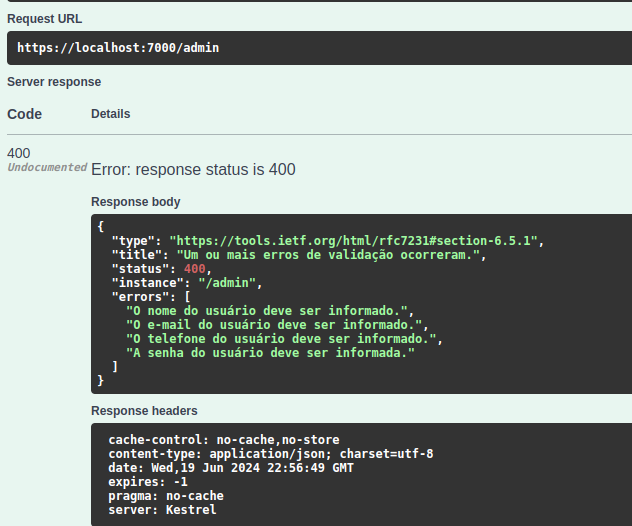 Request URL
https://localhost:7000/admin
Server response
Code Details
400
Undocumented Error: response status is 400
Response body
{
"type": "https://tools.ietf.org/html/rfc7231#section-6.5.1",
"title": "Um ou mais erros de validação ocorreram.",
"status": 400,
"instance": "/admin",
"errors": [
"O nome do usuário deve ser informado.",
"O e-mail do usuário deve ser informado.",
"O telefone do usuário deve ser informado.",
"A senha do usuário deve ser informada."
]
}
Response headers
cache-control: no-cache,no-store
content-type: application/json; charset=utf-8
date: Wed,19 Jun 2024 22:56:49 GMT
expires: -1
pragma: no-cache
server: Kestrel